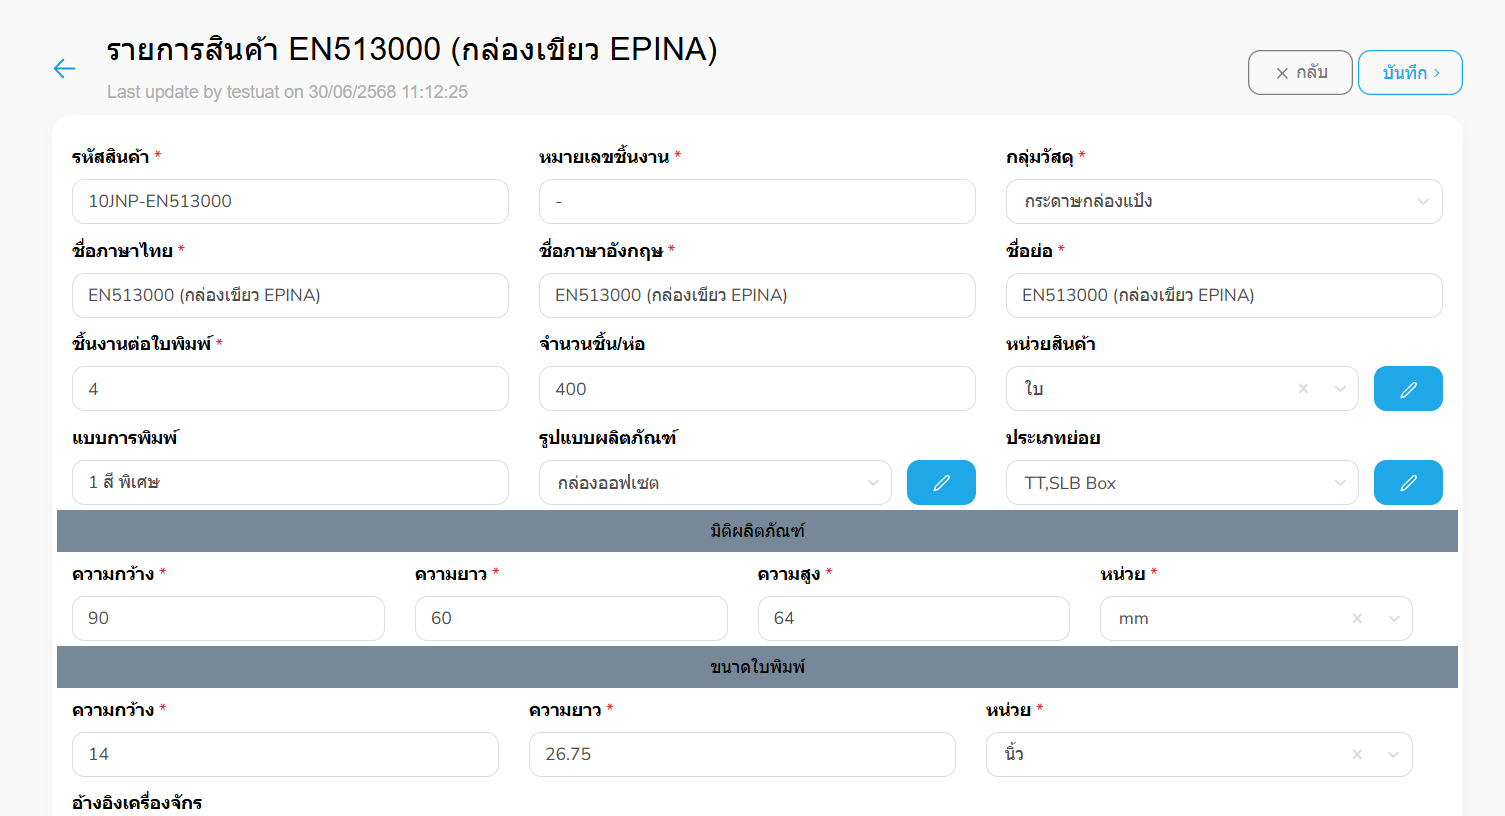 รายการสินค้า EN513000 (กล่องเขียว EPINA)
Last update by testuat on 30/06/2568 11:12:25
กลับ
บันทึก
รหัสสินค้า * หมายเลขชิ้นงาน * กลุ่มวัสดุ *
10JNP-EN513000 - กระดาษกล่องแป้ง
ชื่อภาษาไทย * ชื่อภาษาอังกฤษ * ชื่อย่อ *
EN513000 (กล่องเขียว EPINA) EN513000 (กล่องเขียว EPINA) EN513000 (กล่องเขียว EPINA)
ชิ้นงานต่อใบพิมพ์ * จำนวนชิ้น/ห่อ หน่วยสินค้า
4 400 ใบ
แบบการพิมพ์ รูปแบบผลิตภัณฑ์ ประเภทย่อย
1 สี พิเศษ กล่องออฟเซต TT,SLB Box
มิติผลิตภัณฑ์
ความกว้าง * ความยาว * ความสูง * หน่วย *
90 60 64 mm
ขนาดใบพิมพ์
ความกว้าง * ความยาว * หน่วย *
14 26.75 นิ้ว
อ้างอิงเครื่องจักร